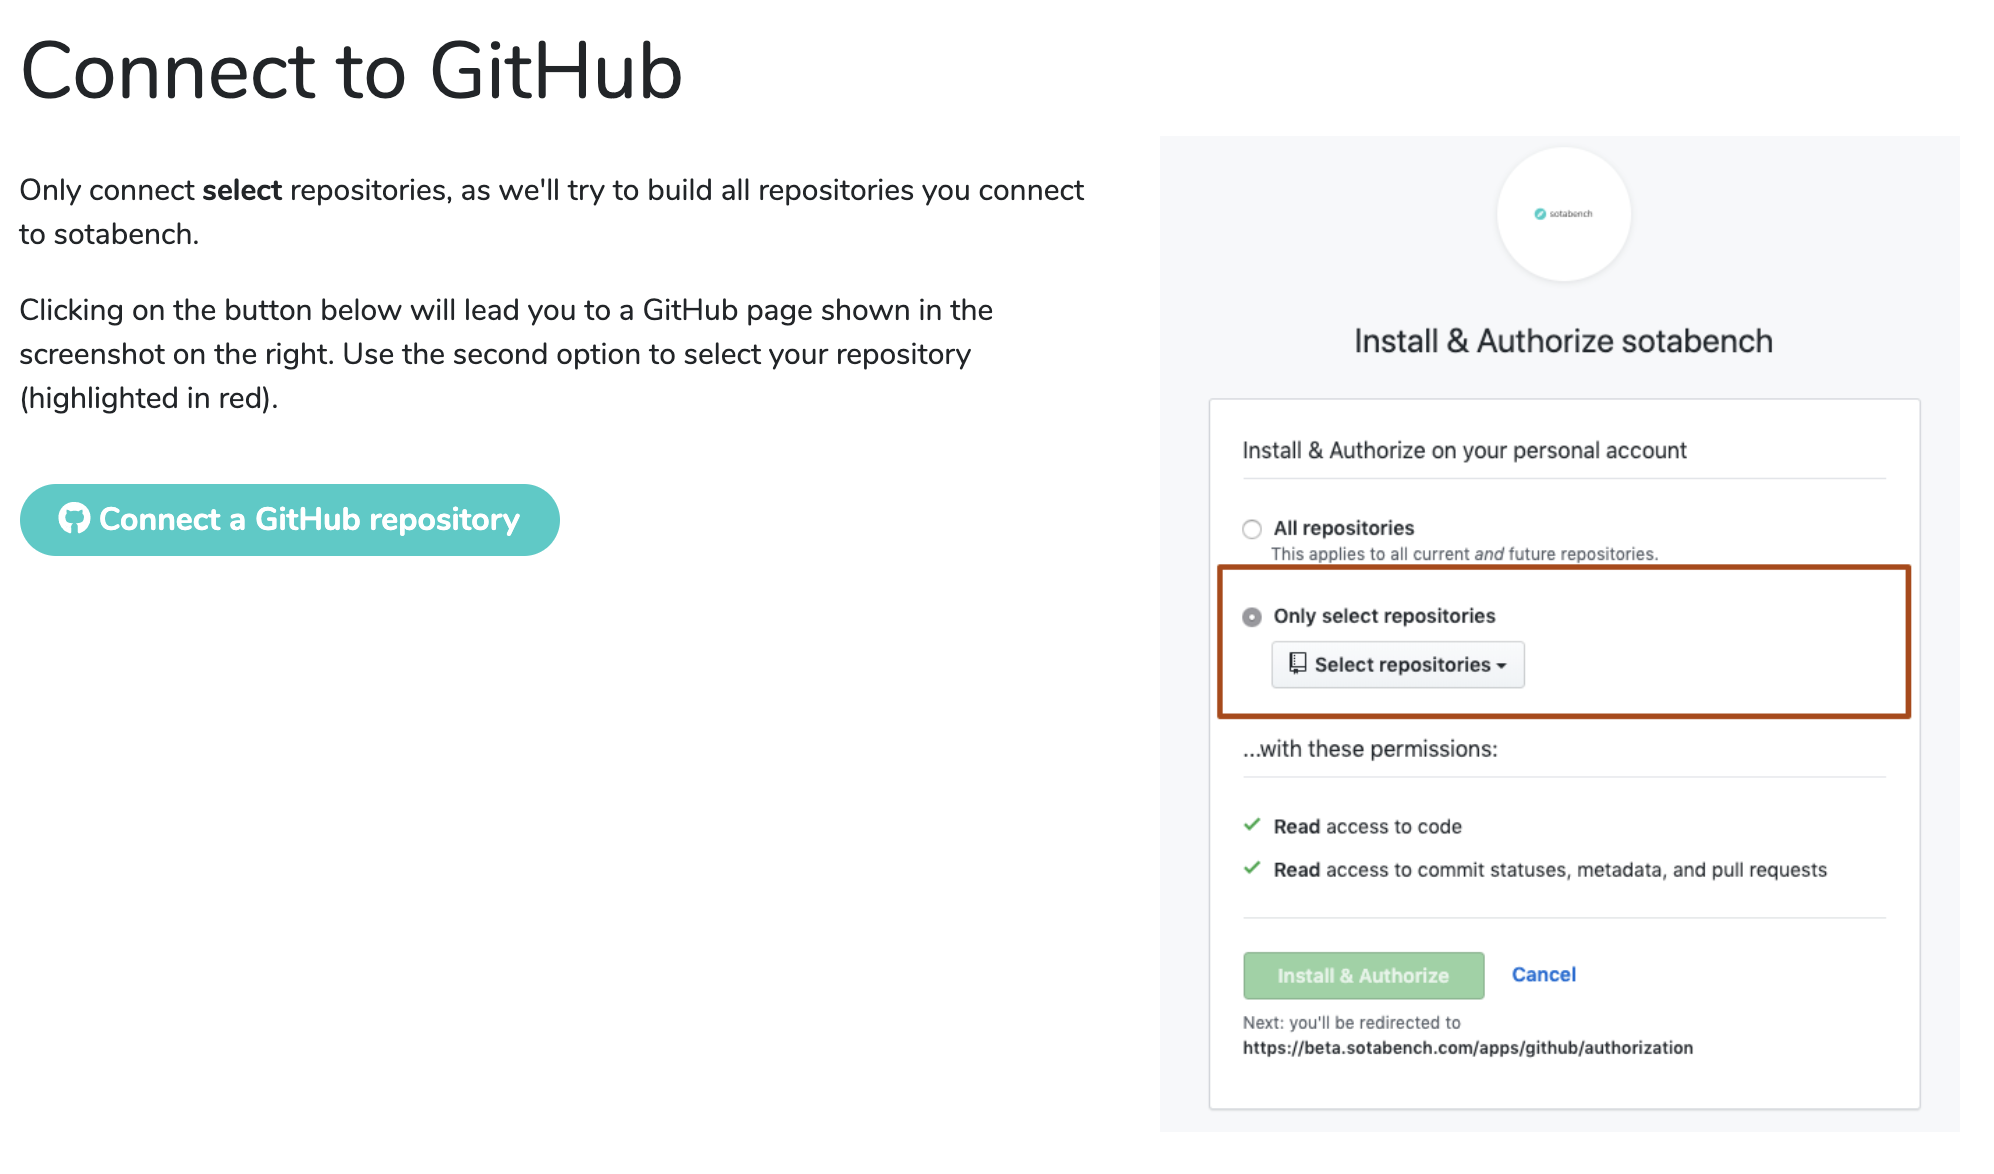 Connect to GitHub
Only connect select repositories, as we'll try to build all repositories you connect
to sotabench.
Clicking on the button below will lead you to a GitHub page shown in the
screenshot on the right. Use the second option to select your repository
(highlighted in red).
Connect a GitHub repository
sotabench
Install & Authorize sotabench
Install & Authorize on your personal account
All repositories
This applies to all current and future repositories.
Only select repositories
Select repositories
...with these permissions:
Read access to code
Read access to commit statuses, metadata, and pull requests
Install & Authorize Cancel
Next: you'll be redirected to
https://beta.sotabench.com/apps/github/authorization